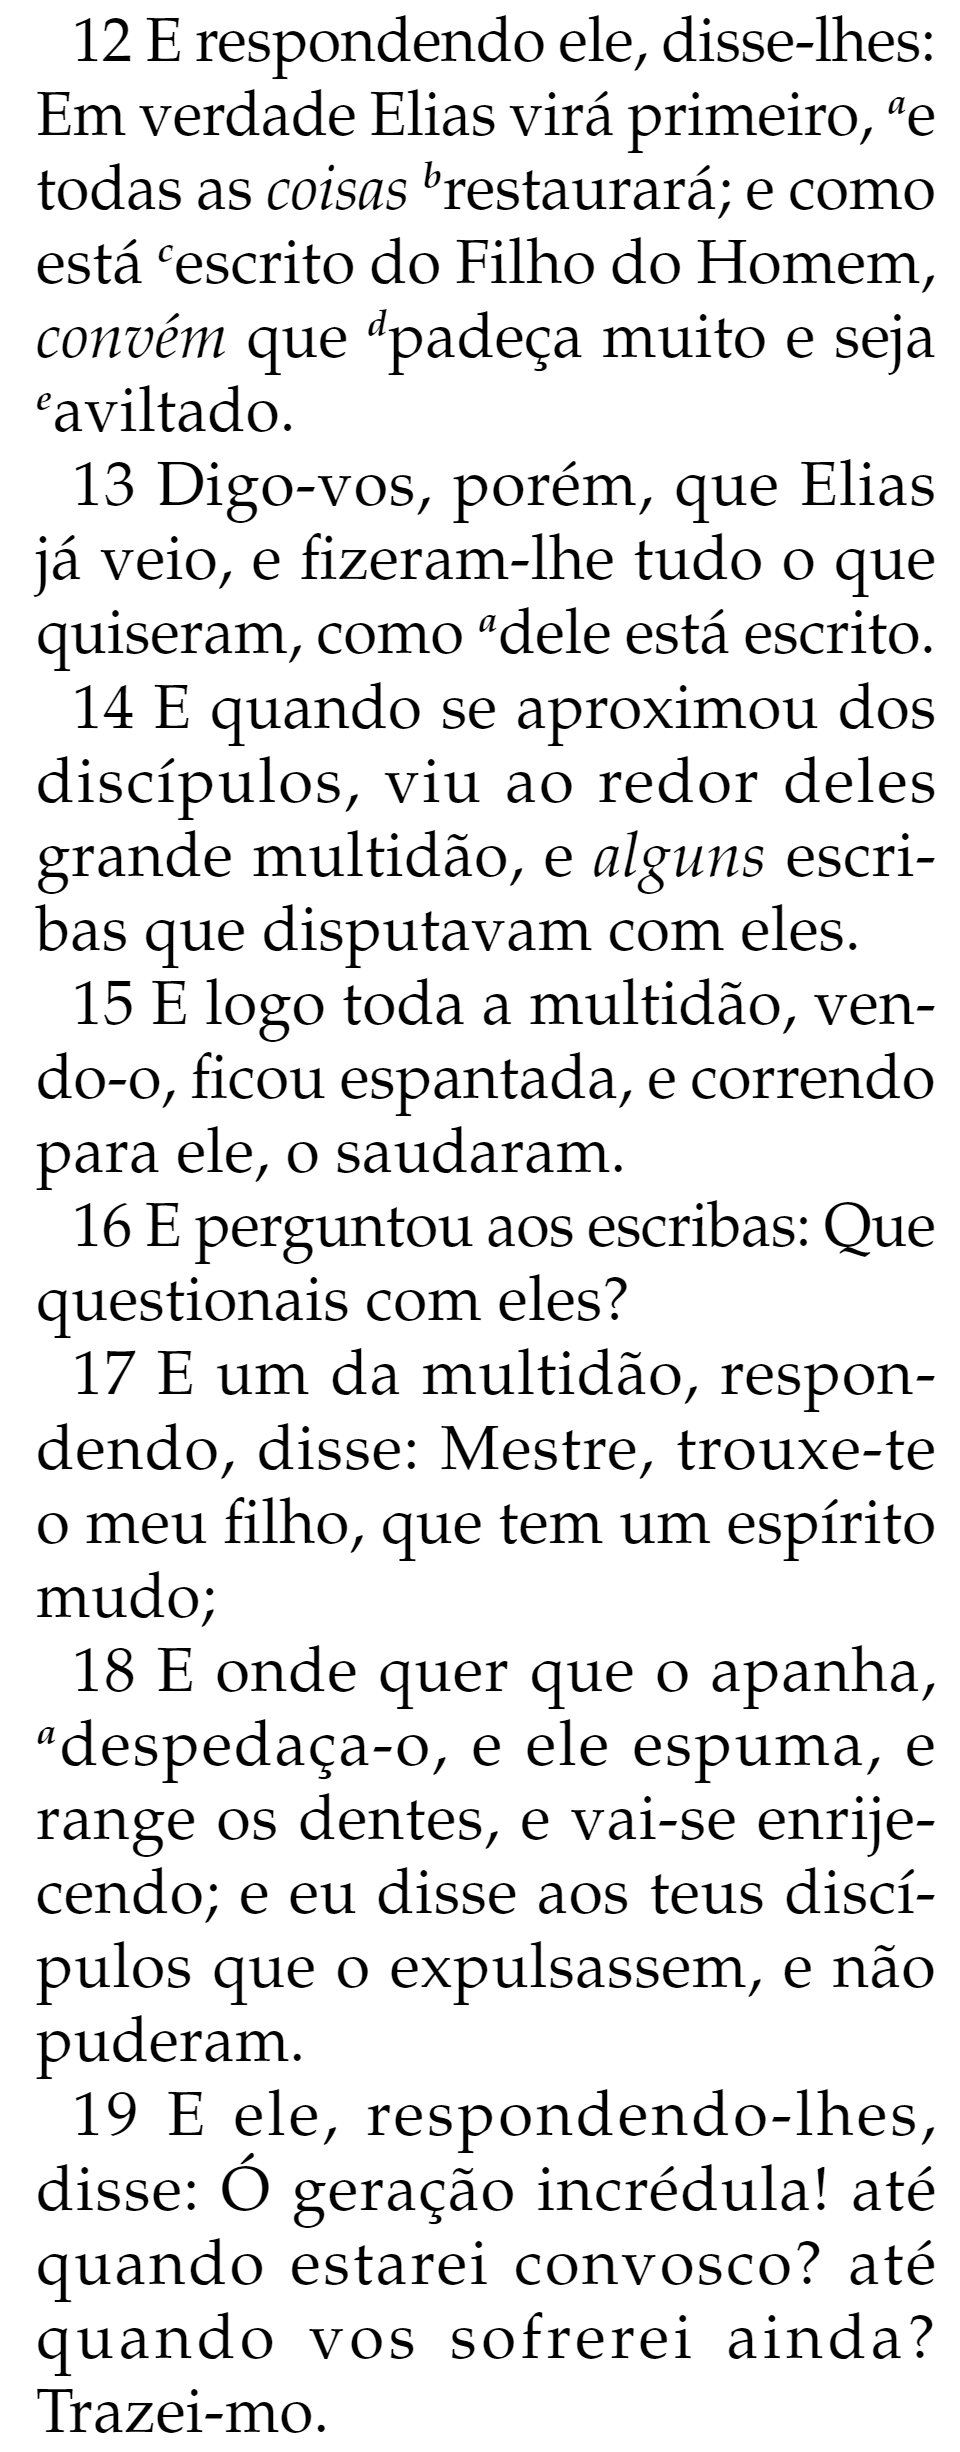 12 E respondendo ele, disse-lhes:
Em verdade Elias virá primeiro, ᵃe
todas as coisas ᵇrestaurará; e como
está ᶜescrito do Filho do Homem,
convém que ᵈpadeça muito e seja
ᵉaviltado.
13 Digo-vos, porém, que Elias
já veio, e fizeram-lhe tudo o que
quiseram, como ᵃdele está escrito.
14 E quando se aproximou dos
discípulos, viu ao redor deles
grande multidão, e alguns escri-
bas que disputavam com eles.
15 E logo toda a multidão, ven-
do-o, ficou espantada, e correndo
para ele, o saudaram.
16 E perguntou aos escribas: Que
questionais com eles?
17 E um da multidão, respon-
dendo, disse: Mestre, trouxe-te
o meu filho, que tem um espírito
mudo;
18 E onde quer que o apanha,
ᵃdespedaça-o, e ele espuma, e
range os dentes, e vai-se enrije-
cendo; e eu disse aos teus discí-
pulos que o expulsassem, e não
puderam.
19 E ele, respondendo-lhes,
disse: Ó geração incrédula! até
quando estarei convosco? até
quando vos sofrerei ainda?
Trazei-mo.